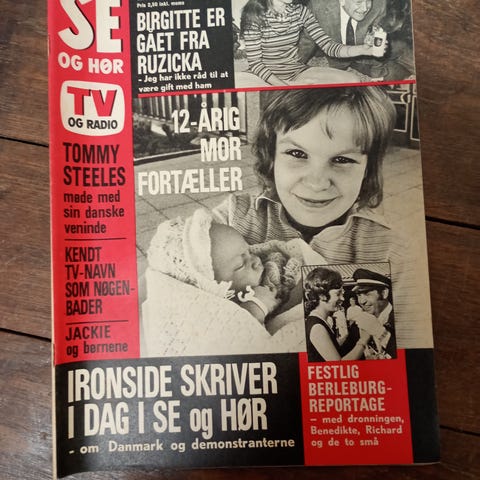 SE
OG HØR
TV
OG RADIO
TOMMY
STEELES
møde med
sin danske
veninde
KENDT
TV-NAVN
SOM NØGEN-
BADER
JACKIE
og børnene
Pris 2,50 inkl. moms
BIRGITTE ER
GÅET FRA
RUZICKA
- Jeg har ikke råd til at
være gift med ham
12-ÅRIG
MOR
FORTÆLLER
IRONSIDE SKRIVER
I DAG I SE og HØR
- om Danmark og demonstranterne
FESTLIG
BERLEBURG-
REPORTAGE
- med dronningen,
Benedikte, Richard
og de to små